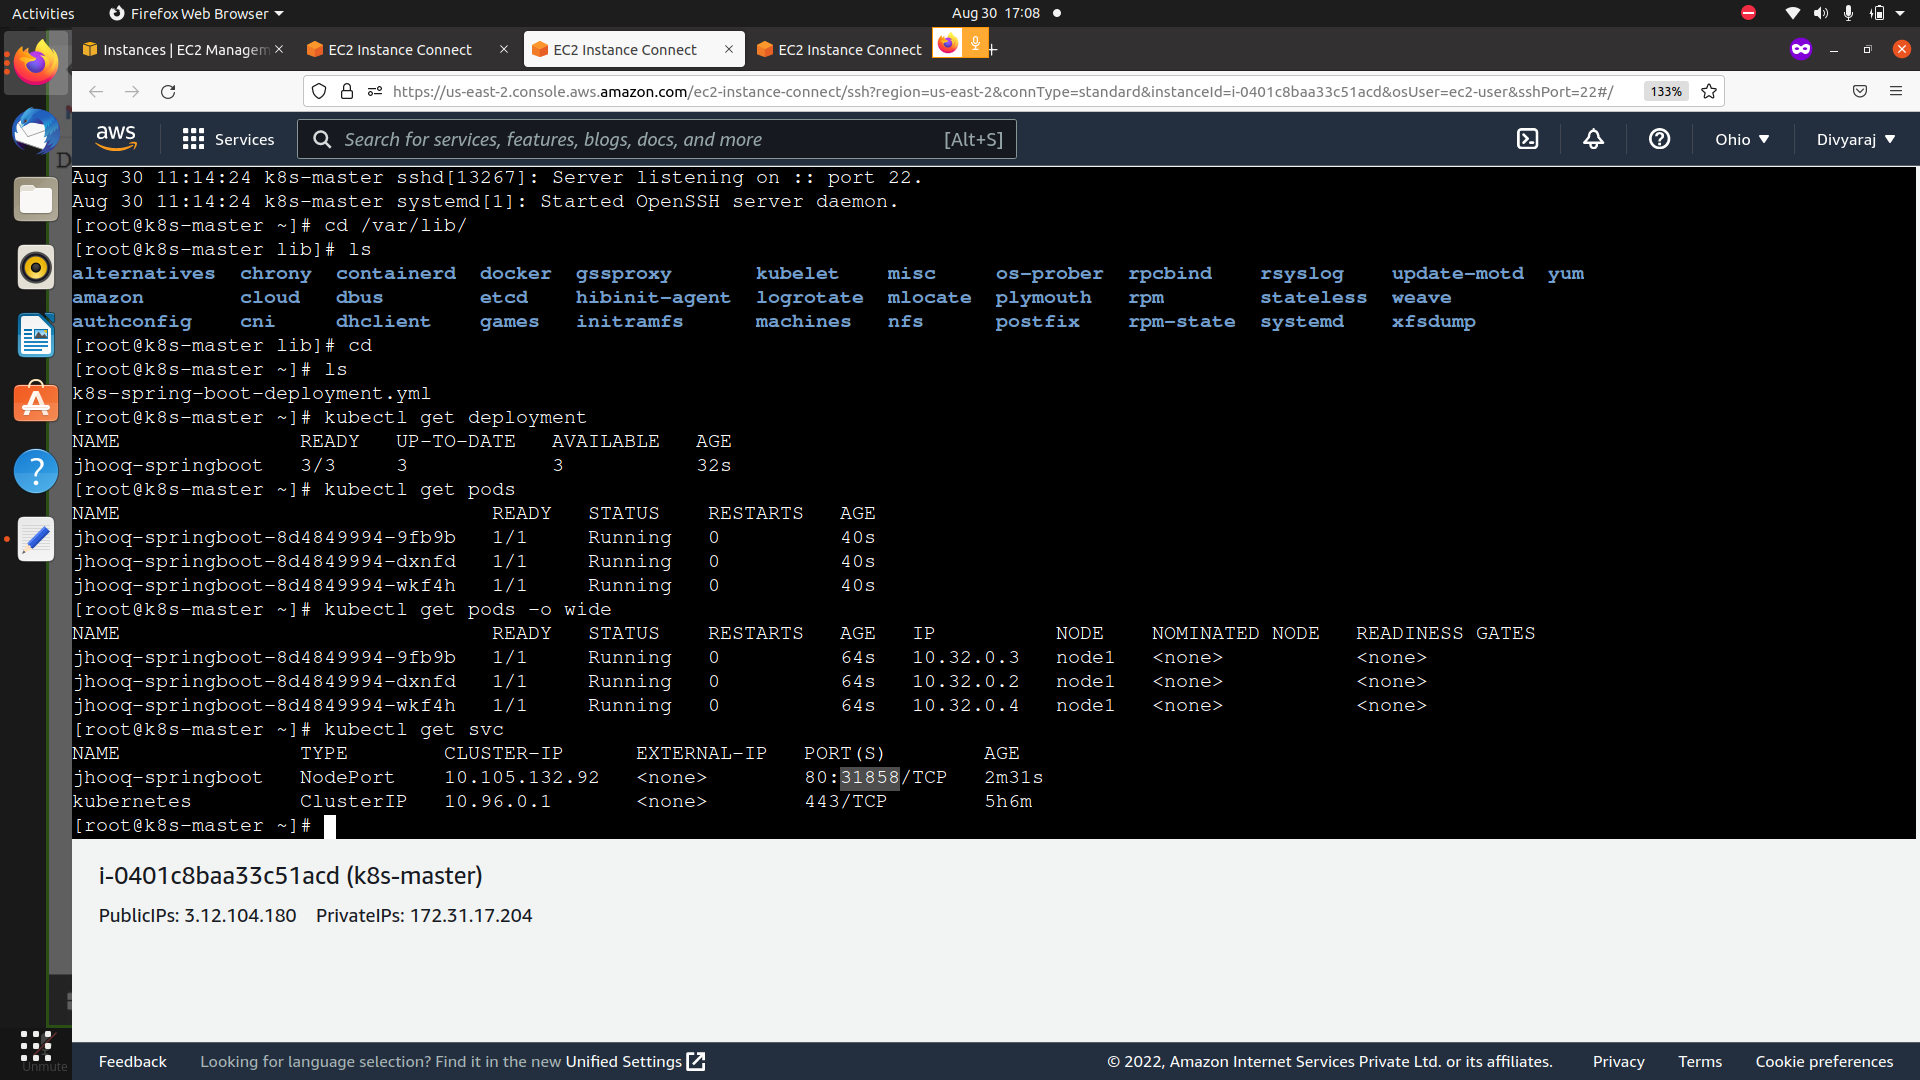 Activities Firefox Web Browser Aug 30 17:08
Instances | EC2 Managem EC2 Instance Connect EC2 Instance Connect EC2 Instance Connect
https://us-east-2.console.aws.amazon.com/ec2-instance-connect/ssh?region=us-east-2&connType=standard&instanceId=i-0401c8baa33c51acd&osUser=ec2-user&sshPort=22#/ 133%
aws Services Search for services, features, blogs, docs, and more [Alt+S] Ohio Divyaraj
D
Aug 30 11:14:24 k8s-master sshd[13267]: Server listening on :: port 22.
Aug 30 11:14:24 k8s-master systemd[1]: Started OpenSSH server daemon.
[root@k8s-master ~]# cd /var/lib/
[root@k8s-master lib]# ls
alternatives chrony containerd docker gssproxy kubelet misc os-prober rpcbind rsyslog update-motd yum
amazon cloud dbus etcd hibinit-agent logrotate mlocate plymouth rpm stateless weave
authconfig cni dhclient games initramfs machines nfs postfix rpm-state systemd xfsdump
[root@k8s-master lib]# cd
[root@k8s-master ~]# ls
k8s-spring-boot-deployment.yml
[root@k8s-master ~]# kubectl get deployment
NAME READY UP-TO-DATE AVAILABLE AGE
jhooq-springboot 3/3 3 3 32s
[root@k8s-master ~]# kubectl get pods
NAME READY STATUS RESTARTS AGE
jhooq-springboot-8d4849994-9fb9b 1/1 Running 0 40s
jhooq-springboot-8d4849994-dxnfd 1/1 Running 0 40s
jhooq-springboot-8d4849994-wkf4h 1/1 Running 0 40s
[root@k8s-master ~]# kubectl get pods -o wide
NAME READY STATUS RESTARTS AGE IP NODE NOMINATED NODE READINESS GATES
jhooq-springboot-8d4849994-9fb9b 1/1 Running 0 64s 10.32.0.3 node1 <none> <none>
jhooq-springboot-8d4849994-dxnfd 1/1 Running 0 64s 10.32.0.2 node1 <none> <none>
jhooq-springboot-8d4849994-wkf4h 1/1 Running 0 64s 10.32.0.4 node1 <none> <none>
[root@k8s-master ~]# kubectl get svc
NAME TYPE CLUSTER-IP EXTERNAL-IP PORT(S) AGE
jhooq-springboot NodePort 10.105.132.92 <none> 80:31858/TCP 2m31s
kubernetes ClusterIP 10.96.0.1 <none> 443/TCP 5h6m
[root@k8s-master ~]#
i-0401c8baa33c51acd (k8s-master)
PublicIPs: 3.12.104.180 PrivateIPs: 172.31.17.204
Unmute
Feedback Looking for language selection? Find it in the new Unified Settings © 2022, Amazon Internet Services Private Ltd. or its affiliates. Privacy Terms Cookie preferences